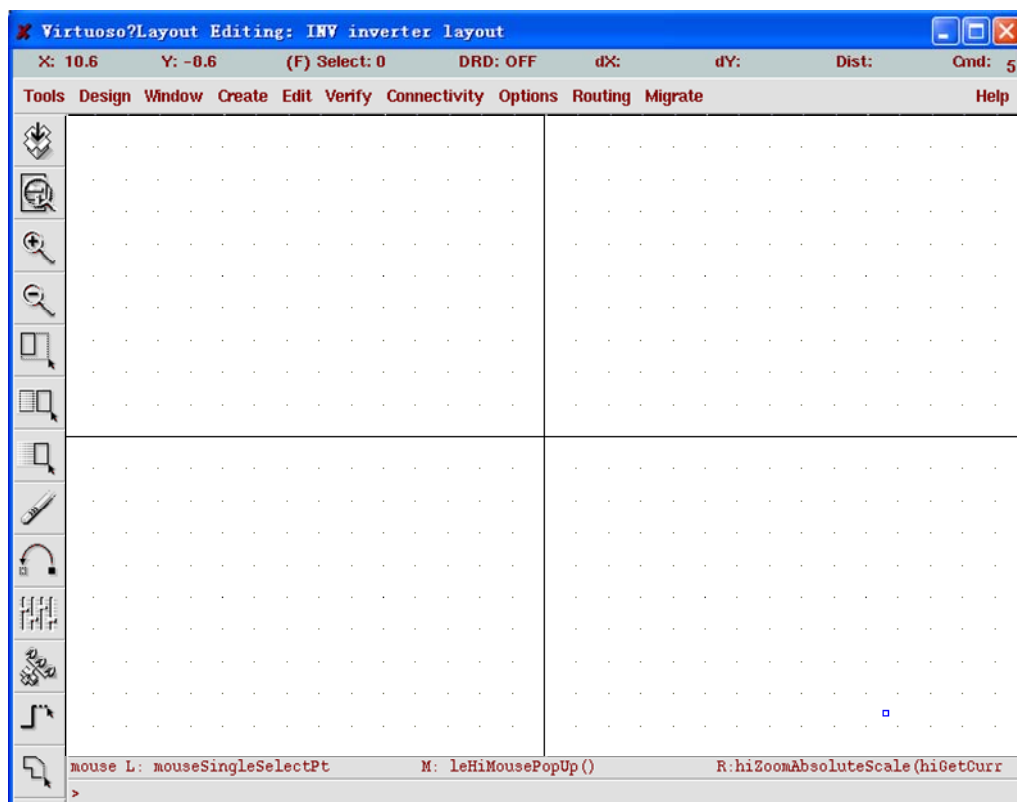 Virtuoso?Layout Editing: INV inverter layout
X: 10.6 Y: -8.6 (F) Select: 0 DRD: OFF dX: dY: Dist: Cmd: 5
Tools Design Window Create Edit Verify Connectivity Options Routing Migrate Help
mouse L: mouseSingleSelectPt M: leHiMousePopUp() R:hiZoomAbsoluteScale(hiGetCurr
>